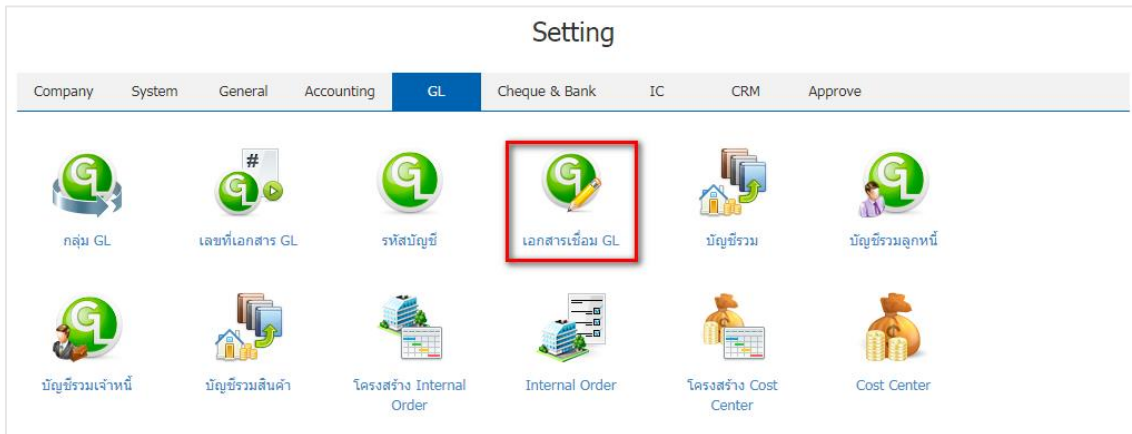 Setting
Company System General Accounting GL Cheque & Bank IC CRM Approve
กลุ่ม GL เลขที่เอกสาร GL รหัสบัญชี เอกสารเชื่อม GL บัญชีรวม บัญชีรวมลูกหนี้
บัญชีรวมเจ้าหนี้ บัญชีรวมสินค้า โครงสร้าง Internal Internal Order โครงสร้าง Cost Cost Center
Order Center